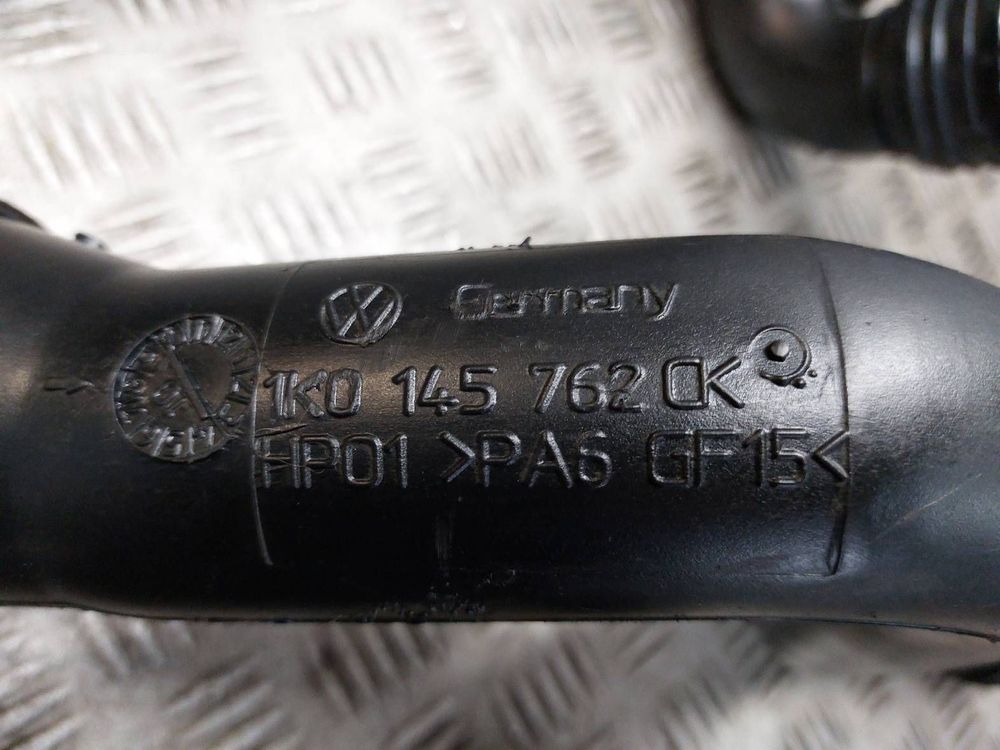 Germany
1K0 145 762 CK
HP01 >PA6 GF15<